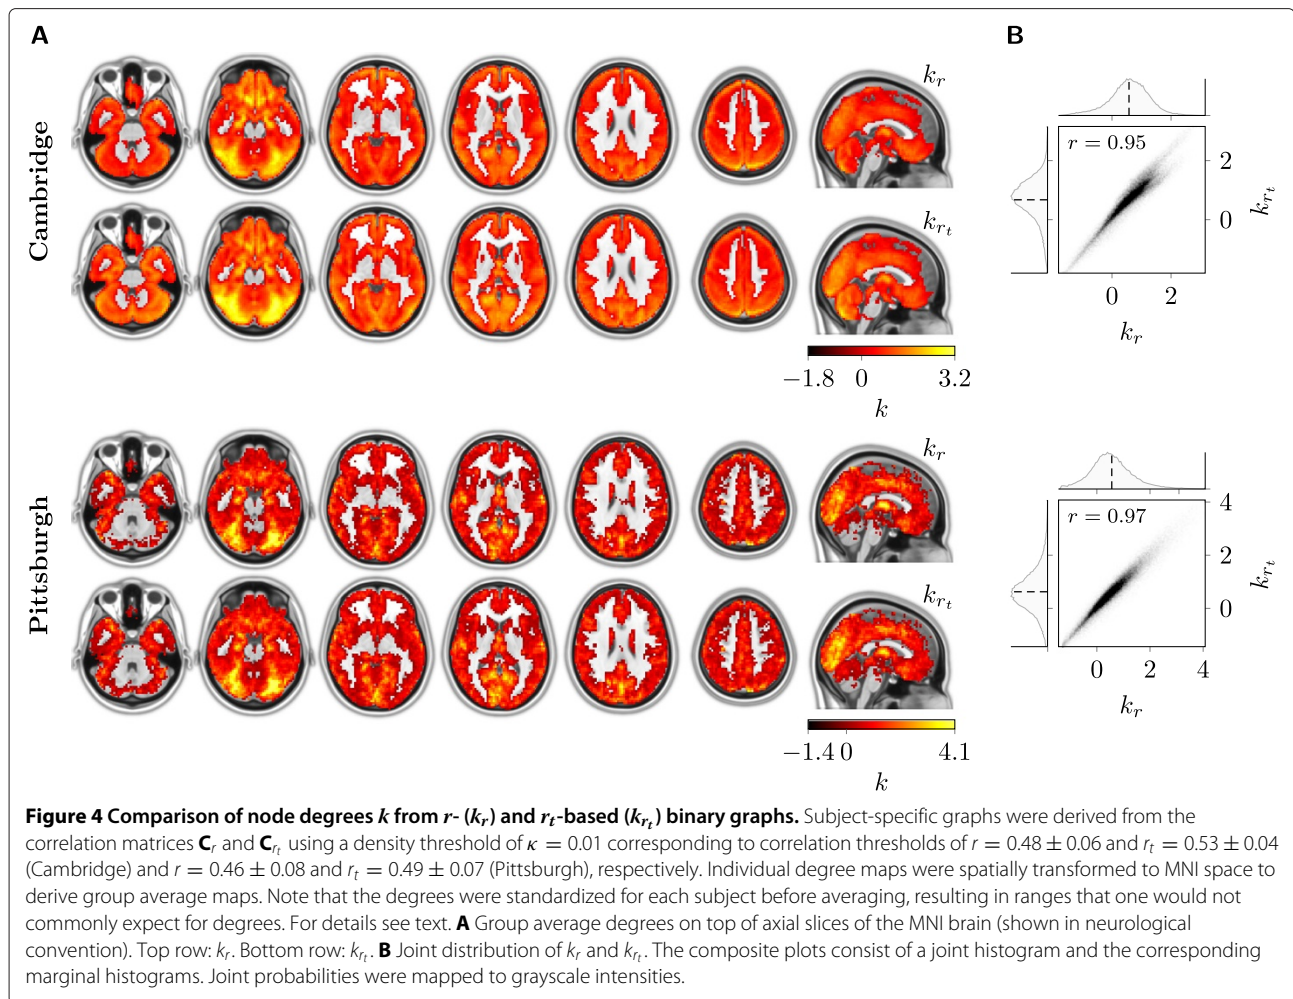 A
B
Cambridge
k_r
k_{r_t}
−1.8 0 3.2
k
r = 0.95
2
0
k_{r_t}
0 2
k_r
Pittsburgh
k_r
k_{r_t}
−1.4 0 4.1
k
r = 0.97
4
2
0
k_{r_t}
0 2 4
k_r
Figure 4 Comparison of node degrees k from r- (k_r) and r_t-based (k_{r_t}) binary graphs. Subject-specific graphs were derived from the
correlation matrices C_r and C_{r_t} using a density threshold of κ = 0.01 corresponding to correlation thresholds of r = 0.48 ± 0.06 and r_t = 0.53 ± 0.04
(Cambridge) and r = 0.46 ± 0.08 and r_t = 0.49 ± 0.07 (Pittsburgh), respectively. Individual degree maps were spatially transformed to MNI space to
derive group average maps. Note that the degrees were standardized for each subject before averaging, resulting in ranges that one would not
commonly expect for degrees. For details see text. A Group average degrees on top of axial slices of the MNI brain (shown in neurological
convention). Top row: k_r. Bottom row: k_{r_t}. B Joint distribution of k_r and k_{r_t}. The composite plots consist of a joint histogram and the corresponding
marginal histograms. Joint probabilities were mapped to grayscale intensities.